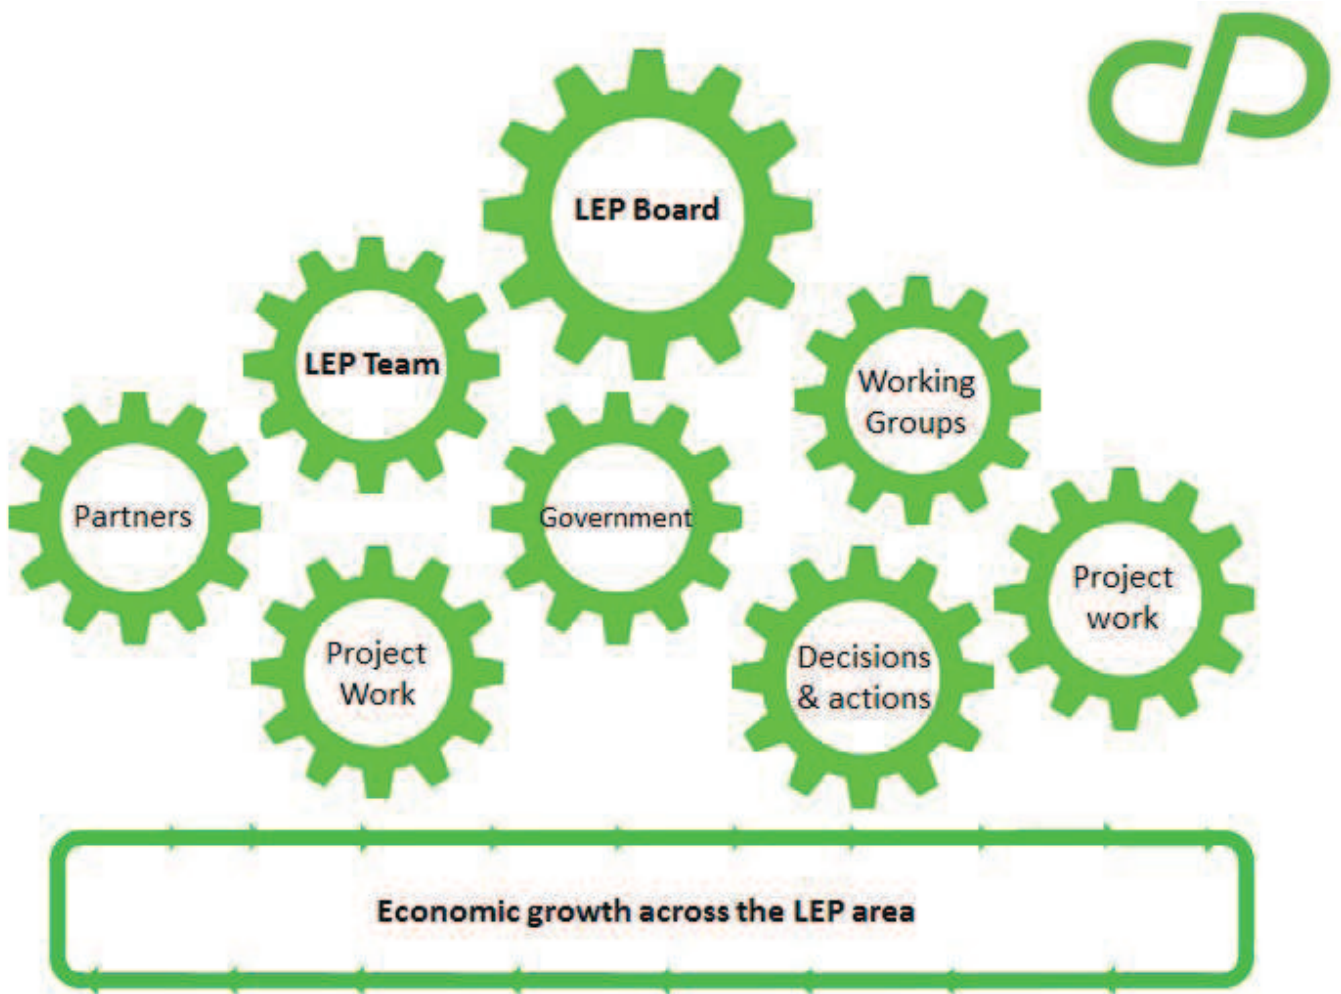 LEP Board
LEP Team
Working
Groups
Partners
Government
Project
work
Project
Work
Decisions
& actions
Economic growth across the LEP area